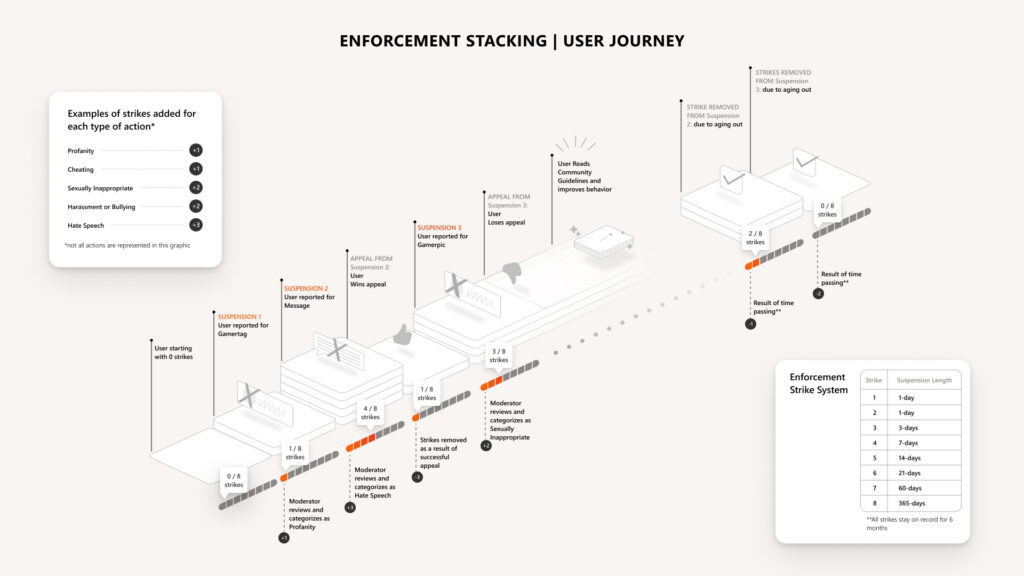 ENFORCEMENT STACKING | USER JOURNEY
Examples of strikes added for
each type of action*
Profanity +1
Cheating +1
Sexually Inappropriate +2
Harassment or Bullying +2
Hate Speech +3
*not all actions are represented in this graphic
User starting
with 0 strikes
0 / 8
strikes
SUSPENSION 1
User reported for
Gamertag
1 / 8
strikes
Moderator
reviews and
categorizes as
Profanity
+1
SUSPENSION 2
User reported for
Message
4 / 8
strikes
Moderator
reviews and
categorizes as
Hate Speech
+3
APPEAL FROM
Suspension 2:
User
Wins appeal
1 / 8
strikes
Strikes removed
as a result of
successful
appeal
-3
SUSPENSION 3
User reported for
Gamerpic
3 / 8
strikes
Moderator
reviews and
categorizes as
Sexually
Inappropriate
+2
APPEAL FROM
Suspension 3:
User
Loses appeal
User Reads
Community
Guidelines and
improves behavior
STRIKE REMOVED
FROM Suspension
2: due to aging out
2 / 8
strikes
Result of time
passing**
-1
STRIKES REMOVED
FROM Suspension
3: due to aging out
0 / 8
strikes
Result of time
passing**
-2
Enforcement
Strike System
Strike Suspension Length
1 1-day
2 1-day
3 3-days
4 7-days
5 14-days
6 21-days
7 60-days
8 365-days
**All strikes stay on record for 6
months